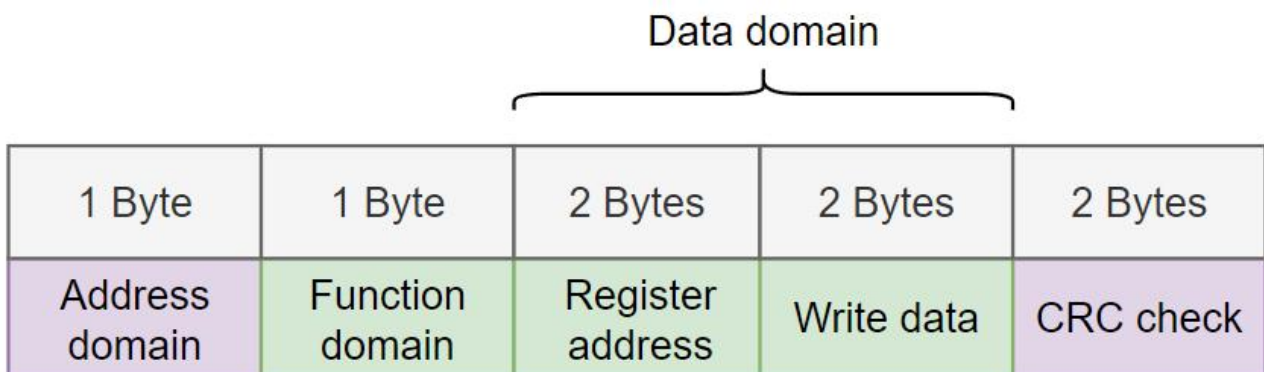 Data domain
1 Byte
1 Byte
2 Bytes
2 Bytes
2 Bytes
Address
domain
Function
domain
Register
address
Write data
CRC check